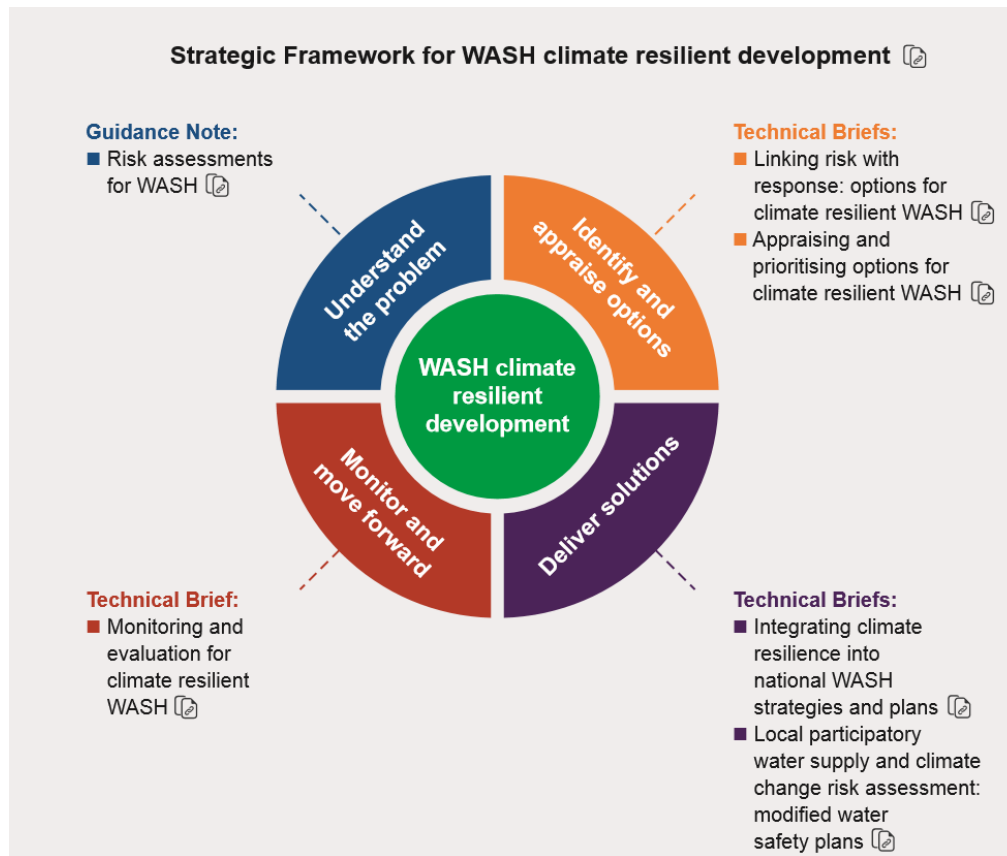 Strategic Framework for WASH climate resilient development
Guidance Note:
Risk assessments
for WASH
Technical Briefs:
Linking risk with
response: options for
climate resilient WASH
Appraising and
prioritising options for
climate resilient WASH
Understand
the problem
Identify and
appraise options
WASH climate
resilient
development
Monitor and
move forward
Deliver solutions
Technical Brief:
Monitoring and
evaluation for
climate resilient
WASH
Technical Briefs:
Integrating climate
resilience into
national WASH
strategies and plans
Local participatory
water supply and climate
change risk assessment:
modified water
safety plans